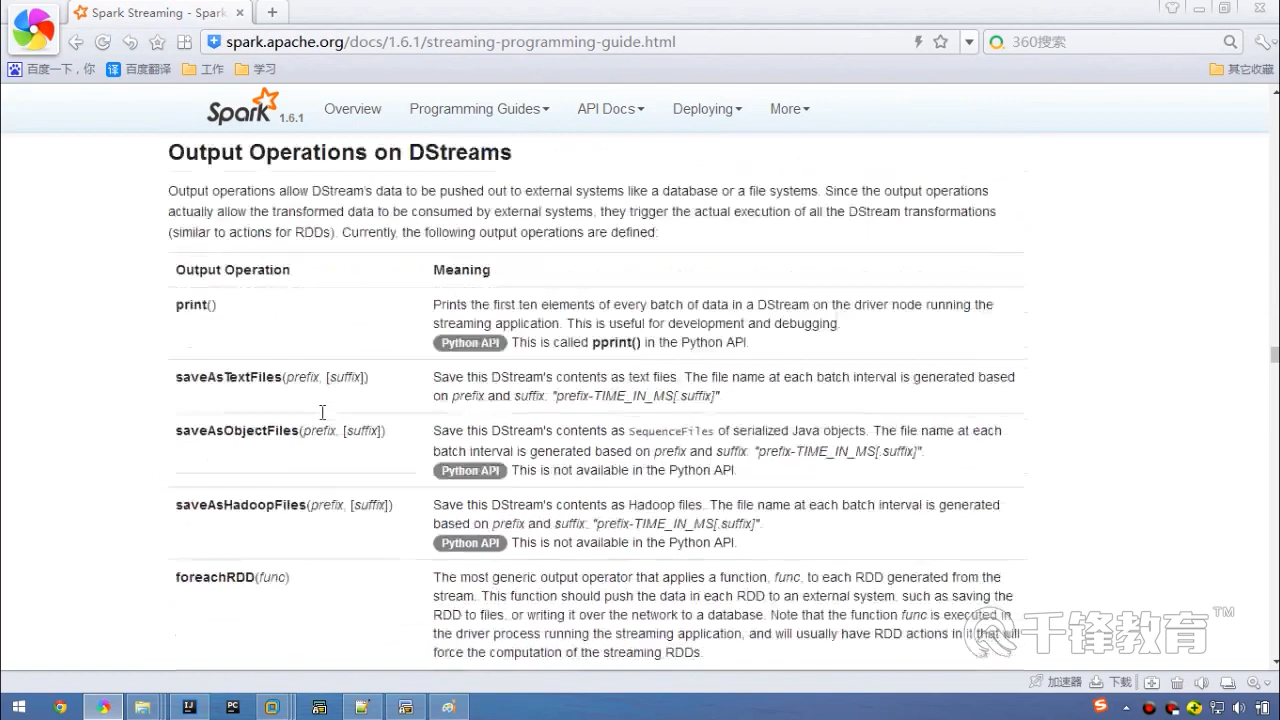 Spark Streaming - Spark
spark.apache.org/docs/1.6.1/streaming-programming-guide.html
360搜索
百度一下，你
百度翻译
工作
学习
其它收藏
Spark 1.6.1
Overview
Programming Guides
API Docs
Deploying
More
Output Operations on DStreams
Output operations allow DStream's data to be pushed out to external systems like a database or a file systems. Since the output operations
actually allow the transformed data to be consumed by external systems, they trigger the actual execution of all the DStream transformations
(similar to actions for RDDs). Currently, the following output operations are defined:
Output Operation
Meaning
print()
Prints the first ten elements of every batch of data in a DStream on the driver node running the
streaming application. This is useful for development and debugging.
Python API This is called pprint() in the Python API.
saveAsTextFiles(prefix, [suffix])
Save this DStream's contents as text files. The file name at each batch interval is generated based
on prefix and suffix: "prefix-TIME_IN_MS[.suffix]"
saveAsObjectFiles(prefix, [suffix])
Save this DStream's contents as SequenceFiles of serialized Java objects. The file name at each
batch interval is generated based on prefix and suffix: "prefix-TIME_IN_MS[.suffix]".
Python API This is not available in the Python API.
saveAsHadoopFiles(prefix, [suffix])
Save this DStream's contents as Hadoop files. The file name at each batch interval is generated
based on prefix and suffix: "prefix-TIME_IN_MS[.suffix]".
Python API This is not available in the Python API.
foreachRDD(func)
The most generic output operator that applies a function, func, to each RDD generated from the
stream. This function should push the data in each RDD to an external system, such as saving the
RDD to files, or writing it over the network to a database. Note that the function func is executed in
the driver process running the streaming application, and will usually have RDD actions in it that will
force the computation of the streaming RDDs.
千锋教育™
加速器
下载